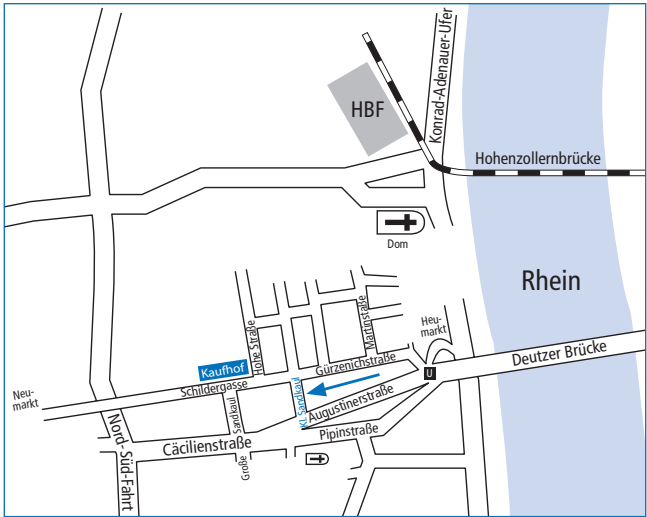 Konrad-Adenauer-Ufer
HBF
Hohenzollernbrücke
Dom
Rhein
Hohe Straße
Martinstraße
Heu-
markt
Kaufhof
Gürzenichstraße
Deutzer Brücke
Schildergasse
U
Neu-
markt
Kl. Sandkaul
Augustinerstraße
Große Sandkaul
Pipinstraße
Cäcilienstraße
Nord-Süd-Fahrt